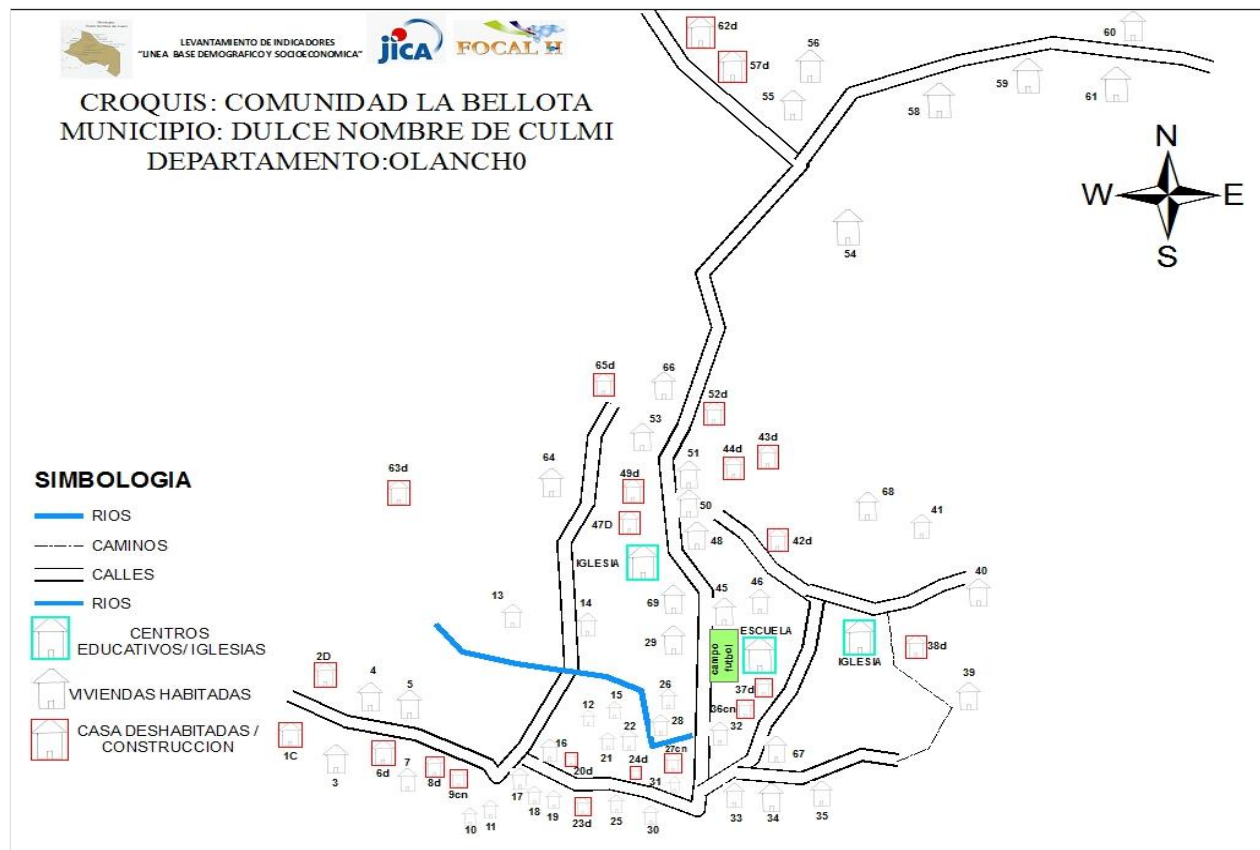 LEVANTAMIENTO DE INDICADORES
"LINEA BASE DEMOGRAFICO Y SOCIOECONOMICA"
jICA
FOCAL H
CROQUIS: COMUNIDAD LA BELLOTA
MUNICIPIO: DULCE NOMBRE DE CULMI
DEPARTAMENTO:OLANCH0
N
W E
S
62d
57d
56
55
60
59
58
61
54
65d
66
52d
53
43d
44d
51
64
49d
63d
50
68
41
47D
48
42d
IGLESIA
40
SIMBOLOGIA
RIOS
CAMINOS
CALLES
RIOS
CENTROS
EDUCATIVOS/ IGLESIAS
VIVIENDAS HABITADAS
CASA DESHABITADAS /
CONSTRUCCION
13
14
69
45
46
29
campo
futbol
ESCUELA
IGLESIA
38d
39
2D
4
5
37d
36cn
26
15
12
28
22
21
32
27cn
67
1C
3
6d
7
8d
9cn
16
20d
24d
31
17
18
19
23d
25
30
33
34
35
10
11